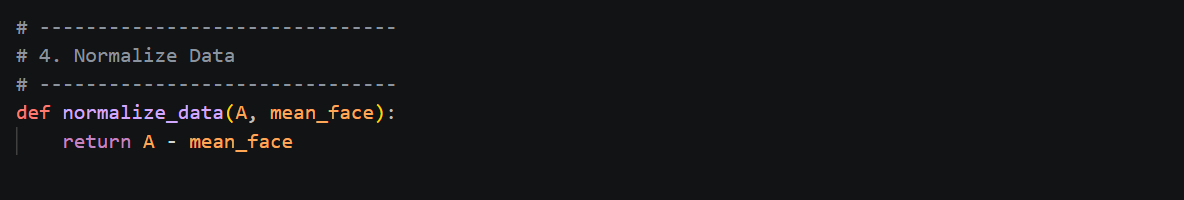 # -------------------------------
# 4. Normalize Data
# -------------------------------
def normalize_data(A, mean_face):
    return A - mean_face